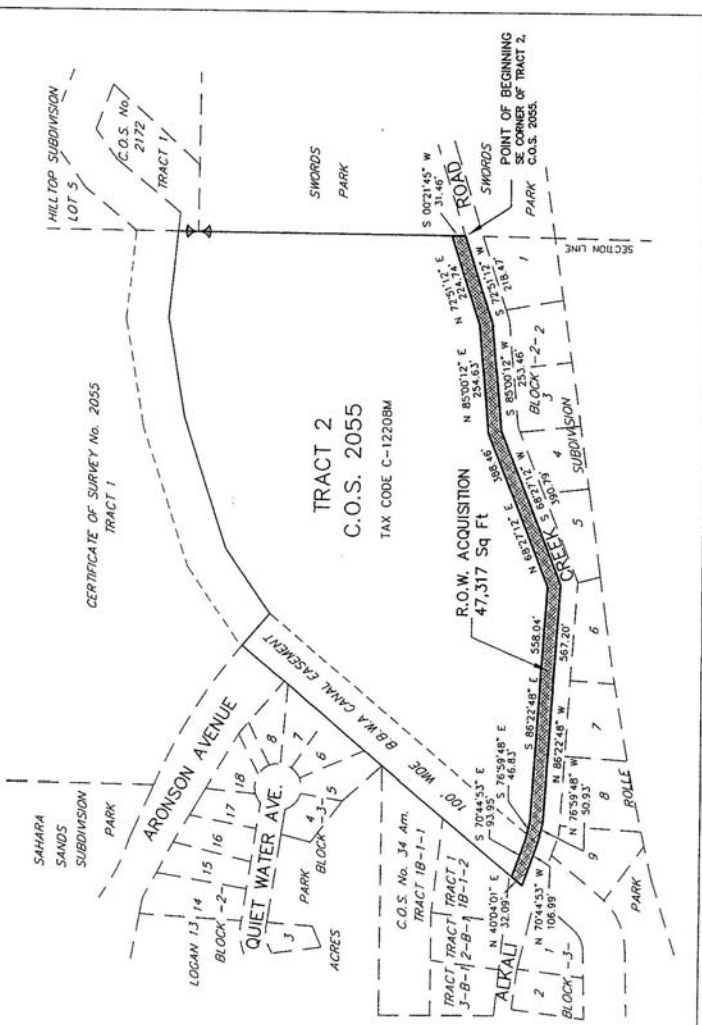 HILLTOP SUBDIVISION
LOT 5
C.O.S. No.
2172
TRACT 1
CERTIFICATE OF SURVEY No. 2055
TRACT 1
SAHARA
SANDS
SUBDIVISION
PARK
ARONSON AVENUE
SWORDS
PARK
TRACT 2
C.O.S. 2055
TAX CODE C-12208M
100' WIDE B.B.W.A CANAL EASEMENT
LOGAN
13
14
15
16
17
18
BLOCK -2-
QUIET WATER AVE.
8
7
6
5
4
BLOCK -3-
PARK
3
ACRES
C.O.S. No. 34 Am.
TRACT 1B-1-1
TRACT 1
1B-1-2
TRACT
2-B-1
TRACT
3-B-1
R.O.W. ACQUISITION
47,317 Sq Ft
POINT OF BEGINNING
SE CORNER OF TRACT 2,
C.O.S. 2055.
S 00°21'45" W
31.46'
ROAD
SWORDS
PARK
SECTION LINE
N 72°51'12" E
224.74'
S 72°51'12" W
218.47'
N 85°00'12" E
254.63'
S 85°00'12" W
253.46'
N 68°27'12" E
388.46'
S 68°27'12" W
390.79'
CREEK
S 86°22'48" E
558.04'
N 86°22'48" W
567.20'
S 76°59'48" E
46.83'
N 76°59'48" W
50.93'
S 70°44'53" E
93.95'
N 70°44'53" W
106.99'
N 40°04'01" E
32.09'
ALKALI
1
BLOCK 1-2-2
3
4
SUBDIVISION
5
6
7
8
ROLLE
9
PARK
1
2
BLOCK -3-